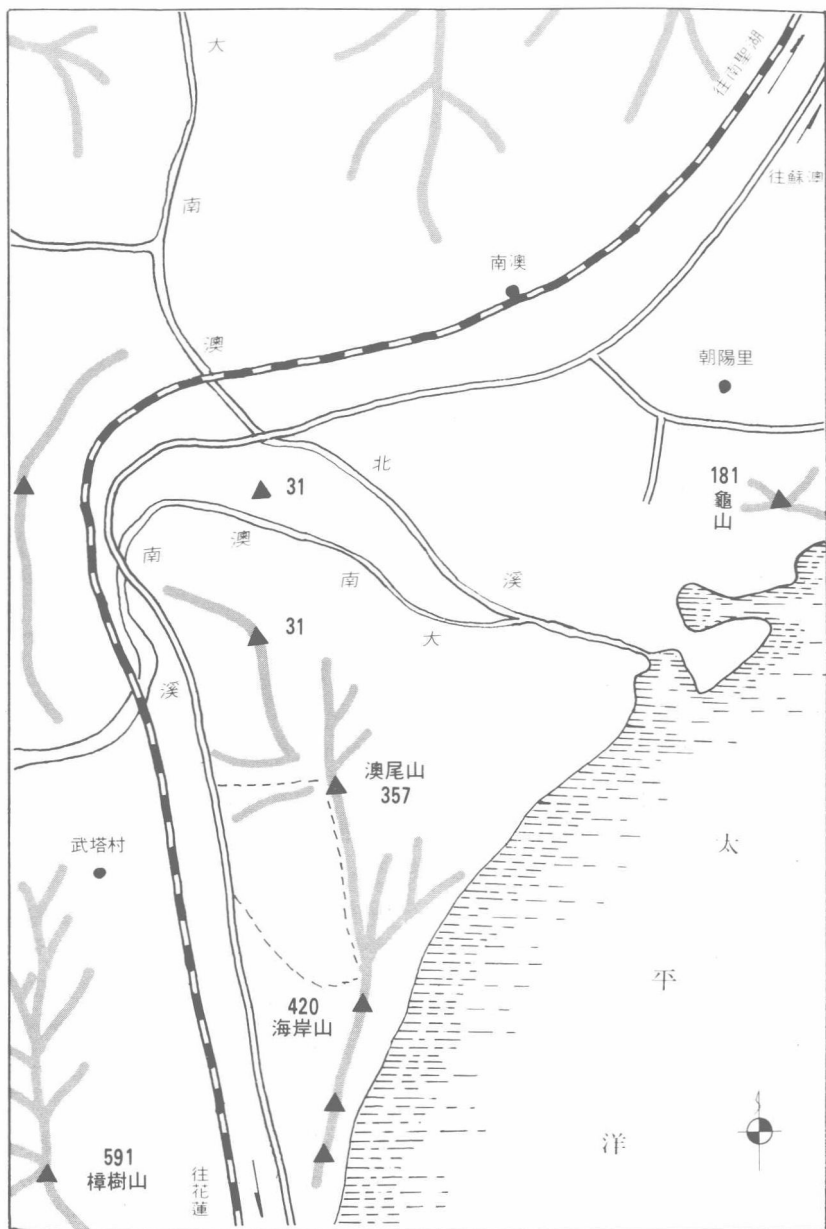 大
南
澳
北
溪
往南聖湖
往蘇澳
南澳
朝陽里
31
181
龜
山
南
澳
南
大
溪
31
澳尾山
357
武塔村
420
海岸山
591
樟樹山
往花蓮
太
平
洋